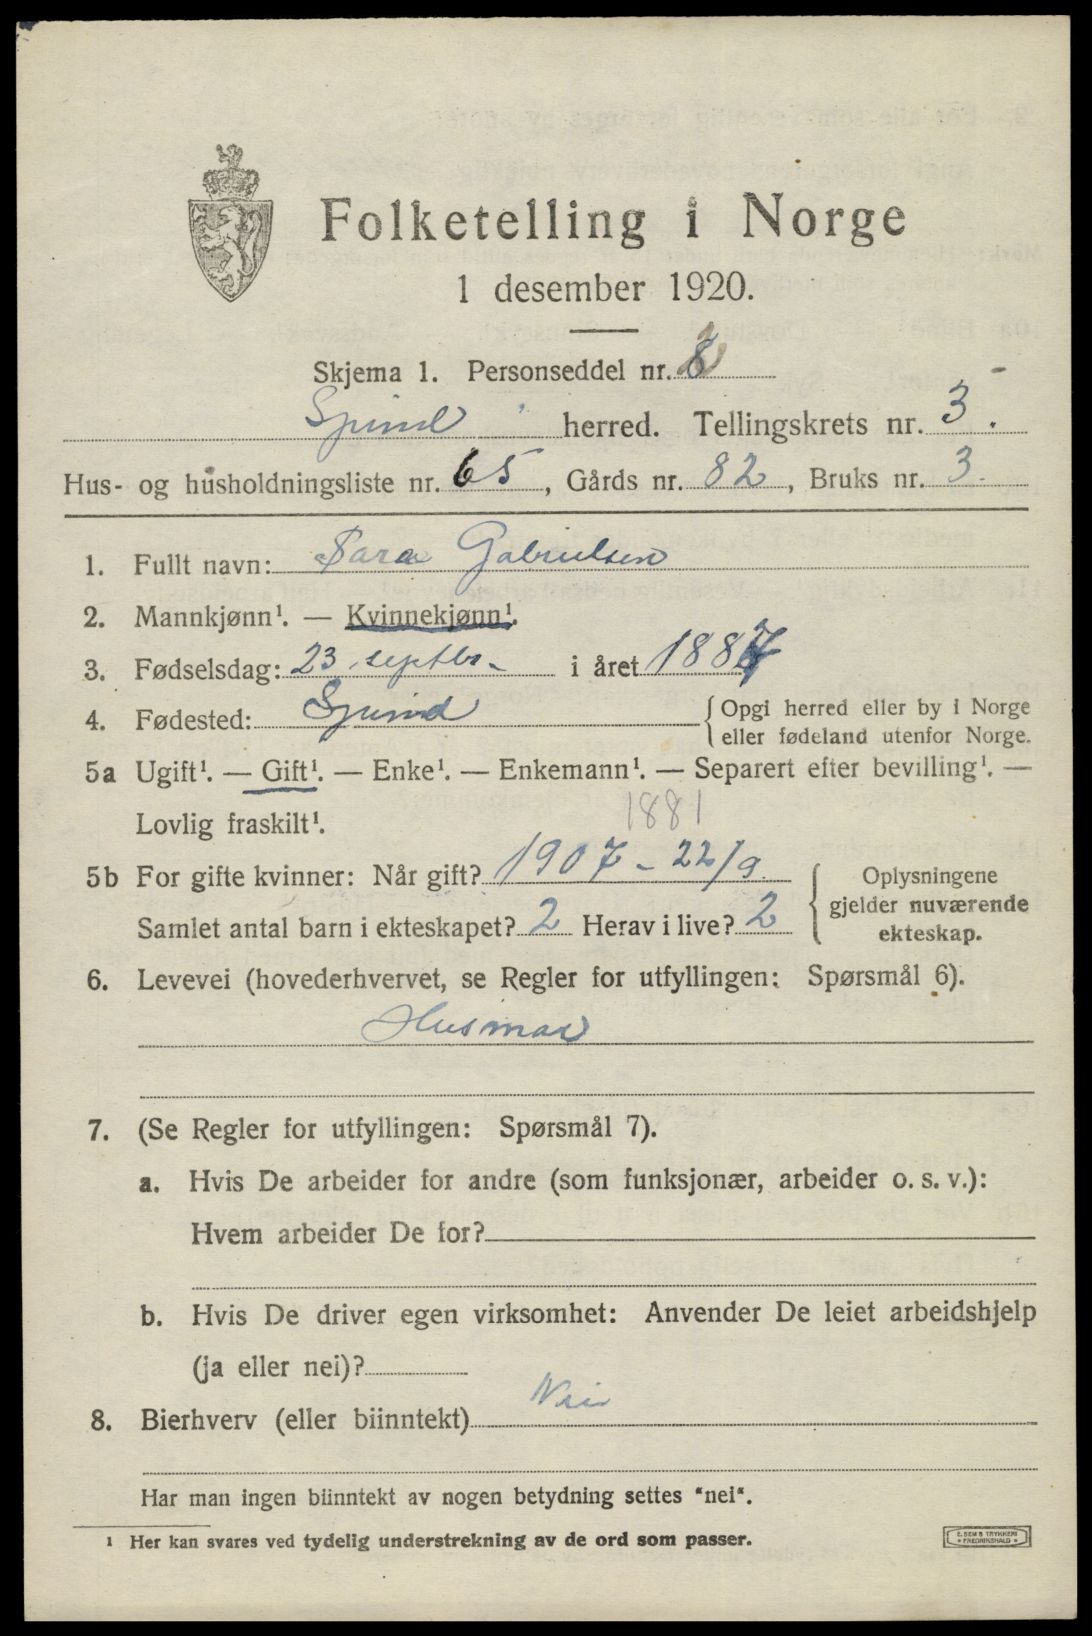 Folketelling i Norge
1 desember 1920.
Skjema 1. Personseddel nr. 8
Spind herred. Tellingskrets nr. 3.
Hus- og husholdningsliste nr. 65, Gårds nr. 82, Bruks nr. 3.
1. Fullt navn: Sara Gabrielsen
2. Mannkjønn¹. — Kvinnekjønn¹.
3. Fødselsdag: 23 septbr. i året 1887
4. Fødested: Spind {Opgi herred eller by i Norge
eller fødeland utenfor Norge.
5a Ugift¹. — Gift¹. — Enke¹. — Enkemann¹. — Separert efter bevilling¹. —
Lovlig fraskilt¹. 1881
5b For gifte kvinner: Når gift? 1907 - 22/9. { Oplysningene
gjelder nuværende
Samlet antal barn i ekteskapet? 2 Herav i live? 2 ekteskap.
6. Levevei (hovederhvervet, se Regler for utfyllingen: Spørsmål 6).
Husmor
7. (Se Regler for utfyllingen: Spørsmål 7).
a. Hvis De arbeider for andre (som funksjonær, arbeider o. s. v.):
Hvem arbeider De for?
b. Hvis De driver egen virksomhet: Anvender De leiet arbeidshjelp
(ja eller nei)?
8. Bierhverv (eller biinntekt) Nei
Har man ingen biinntekt av nogen betydning settes "nei".
¹ Her kan svares ved tydelig understrekning av de ord som passer.
E. SEM'S TRYKKERI
* FREDRIKSHALD *